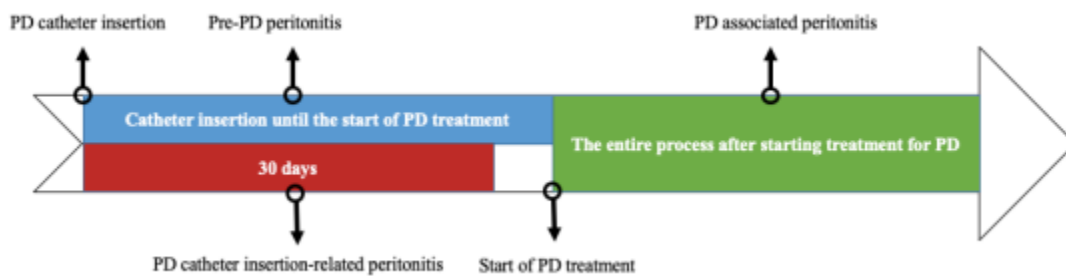 PD catheter insertion
Pre-PD peritonitis
PD associated peritonitis
Catheter insertion until the start of PD treatment
The entire process after starting treatment for PD
30 days
PD catheter insertion-related peritonitis
Start of PD treatment